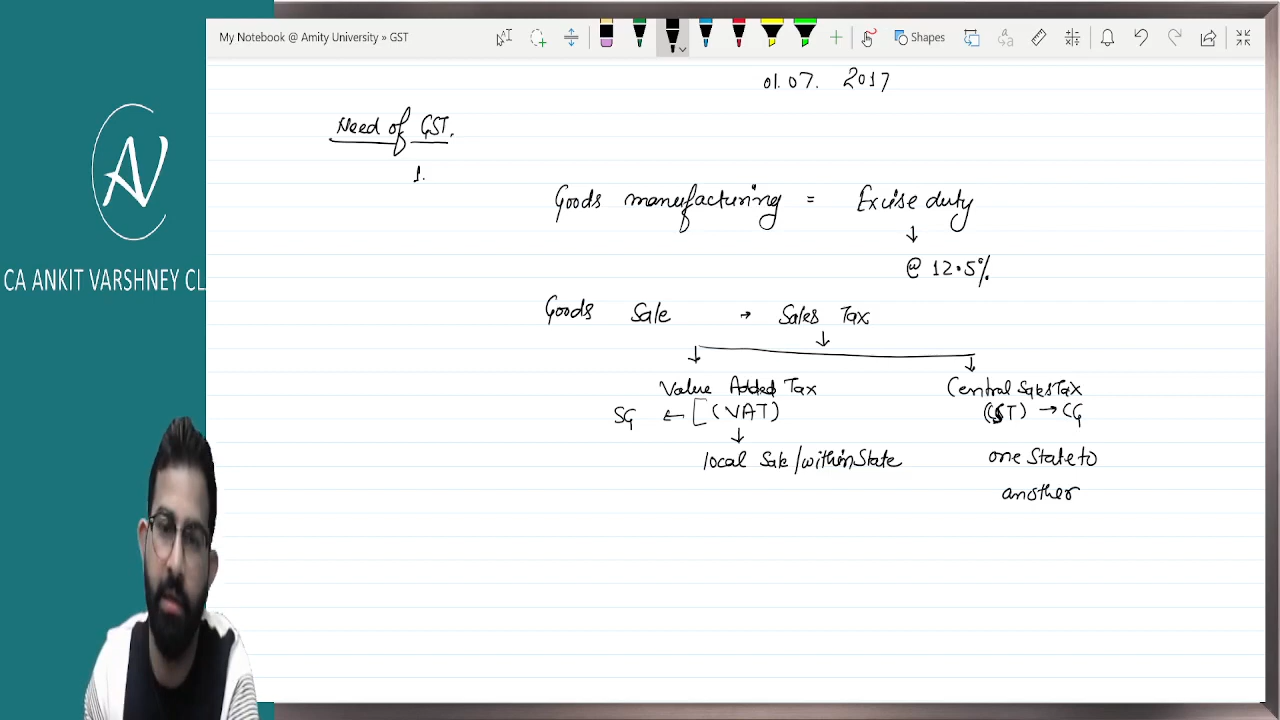 My Notebook @ Amity University » GST
Shapes
01.07. 2017
Need of GST.
1.
Goods manufacturing = Excise duty
↓
@ 12.5%
Goods Sale → Sales Tax
↓
↓ ↓
Value Added Tax Central Sales Tax
SG ← [(VAT) (CST) → CG
↓
local Sale/within State one State to
another
AV
CA ANKIT VARSHNEY CL